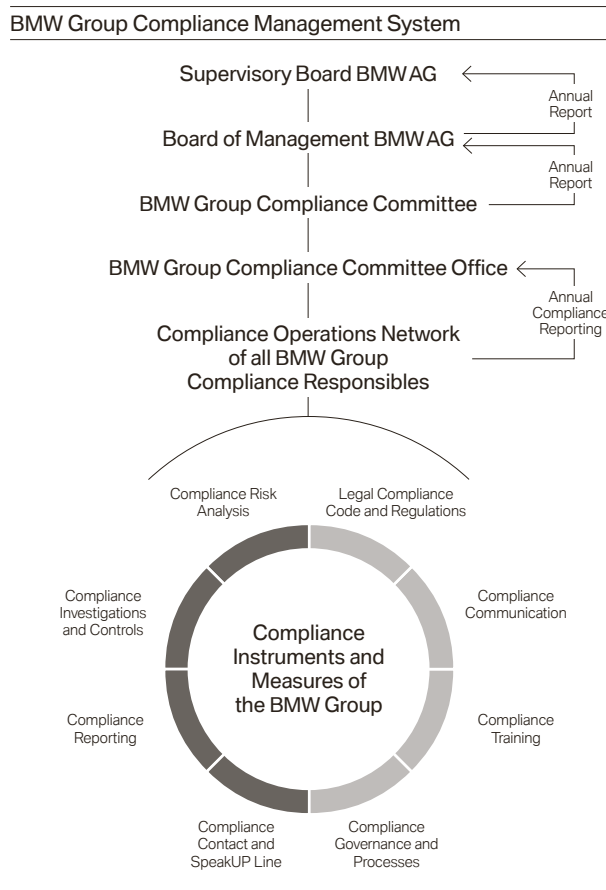 BMW Group Compliance Management System
Supervisory Board BMW AG
Annual
Report
Board of Management BMW AG
Annual
Report
BMW Group Compliance Committee
BMW Group Compliance Committee Office
Annual
Compliance
Reporting
Compliance Operations Network
of all BMW Group
Compliance Responsibles
Compliance Risk
Analysis
Legal Compliance
Code and Regulations
Compliance
Investigations
and Controls
Compliance
Communication
Compliance
Instruments and
Measures of
the BMW Group
Compliance
Reporting
Compliance
Training
Compliance
Contact and
SpeakUP Line
Compliance
Governance and
Processes